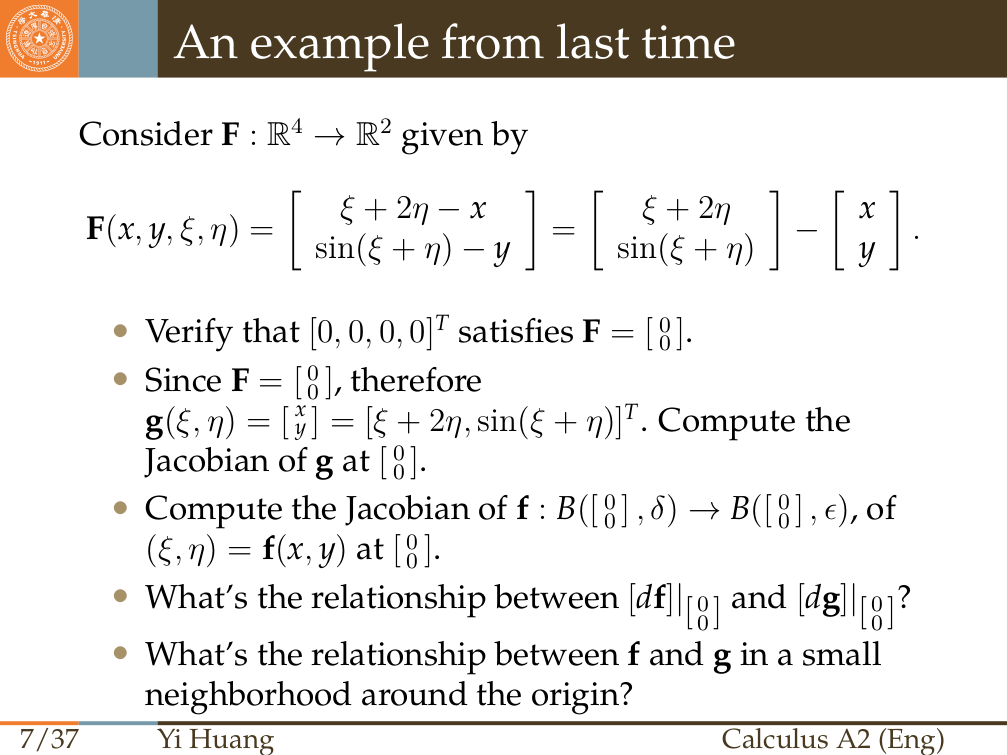 An example from last time
Consider F : ℝ⁴ → ℝ² given by
F(x, y, ξ, η) = [ ξ + 2η − x ; sin(ξ + η) − y ] = [ ξ + 2η ; sin(ξ + η) ] − [ x ; y ] .
• Verify that [0, 0, 0, 0]ᵀ satisfies F = [ 0 ; 0 ].
• Since F = [ 0 ; 0 ], therefore
g(ξ, η) = [ x ; y ] = [ξ + 2η, sin(ξ + η)]ᵀ. Compute the
Jacobian of g at [ 0 ; 0 ].
• Compute the Jacobian of f : B([ 0 ; 0 ] , δ) → B([ 0 ; 0 ] , ϵ), of
(ξ, η) = f(x, y) at [ 0 ; 0 ].
• What's the relationship between [df]|[ 0 ; 0 ] and [dg]|[ 0 ; 0 ]?
• What's the relationship between f and g in a small
neighborhood around the origin?
7/37 Yi Huang Calculus A2 (Eng)